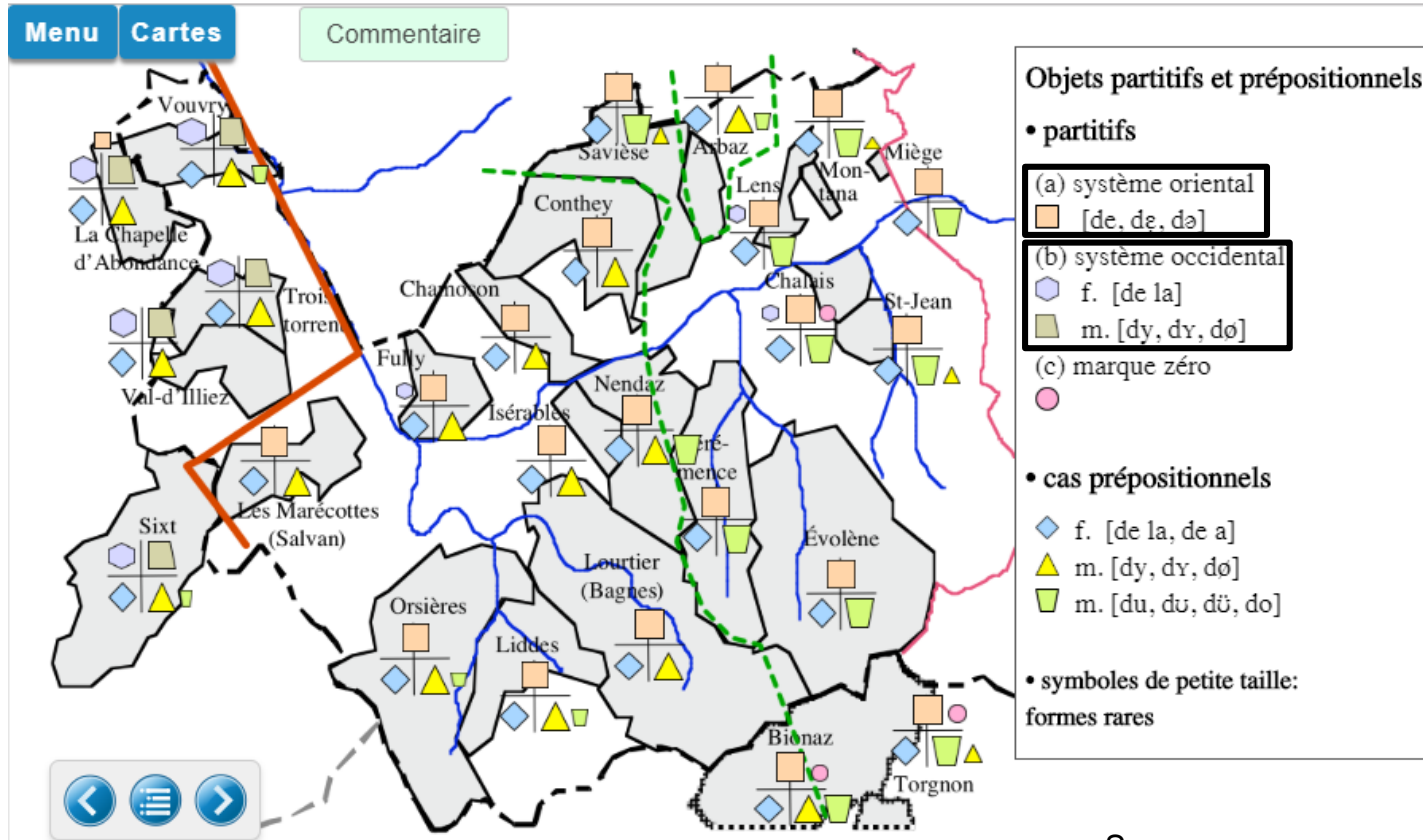 Menu Cartes
Commentaire
Vouvry
La Chapelle
d'Abondance
Trois
torrents
Val-d'Illiez
Sixt
Les Marécottes
(Salvan)
Savièse
Arbaz
Mon-
tana
Miège
Lens
Conthey
Chamoson
Chalais
St-Jean
Fully
Isérables
Nendaz
Héré-
mence
Évolène
Lourtier
(Bagnes)
Orsières
Liddes
Bionaz
Torgnon
Objets partitifs et prépositionnels
• partitifs
(a) système oriental
[de, dẹ, də]
(b) système occidental
f. [de la]
m. [dy, dʏ, dø]
(c) marque zéro
• cas prépositionnels
f. [de la, de a]
m. [dy, dʏ, dø]
m. [du, dʊ, dʊ̈, do]
• symboles de petite taille:
formes rares